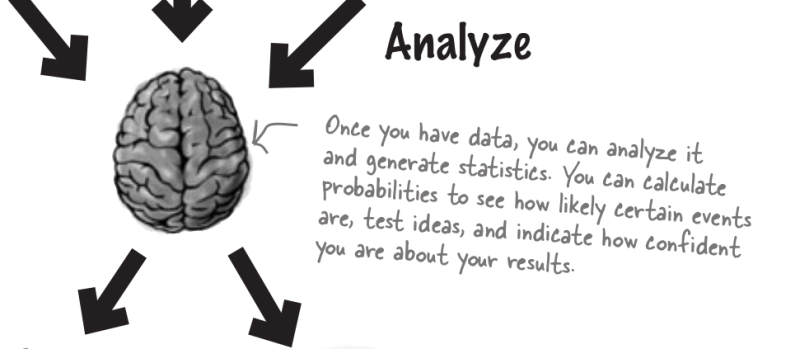 Analyze
Once you have data, you can analyze it
and generate statistics. You can calculate
probabilities to see how likely certain events
are, test ideas, and indicate how confident
you are about your results.